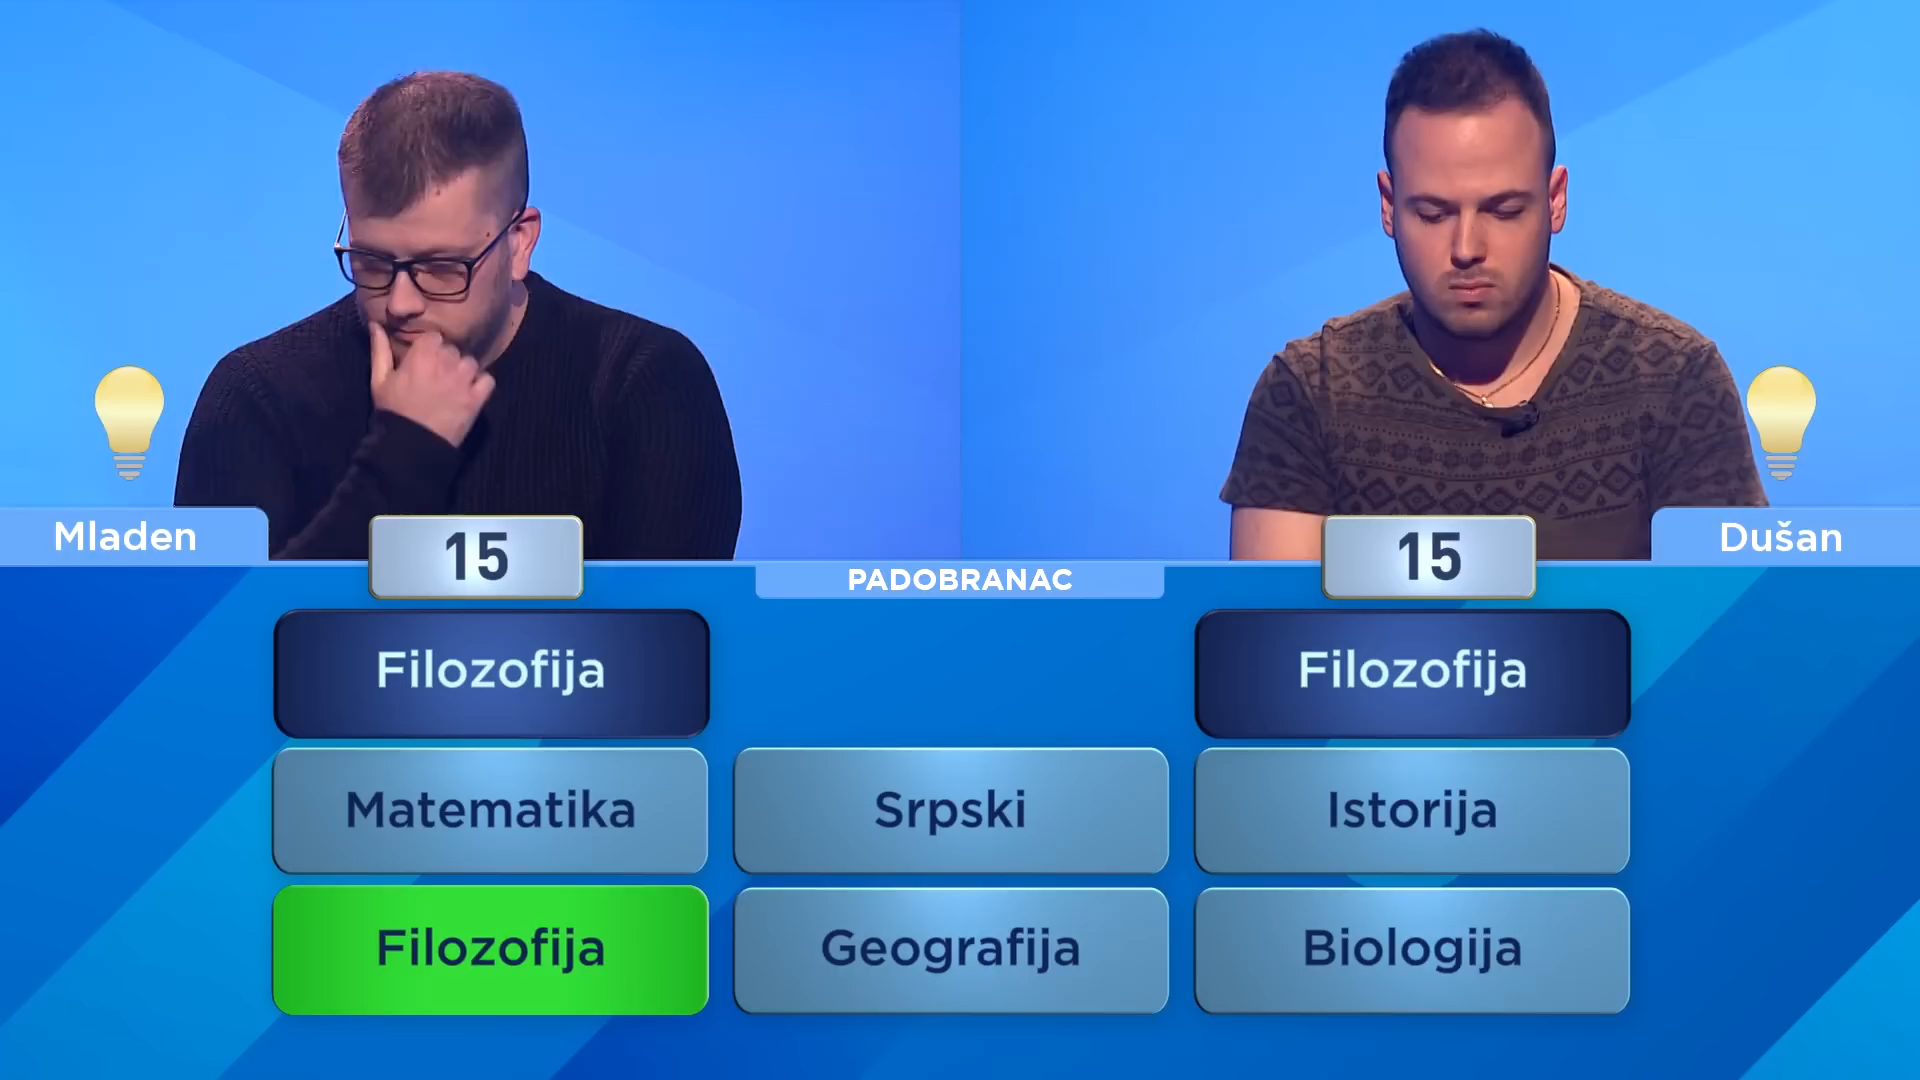 Mladen
15
PADOBRANAC
15
Dušan
Filozofija
Filozofija
Matematika
Srpski
Istorija
Filozofija
Geografija
Biologija